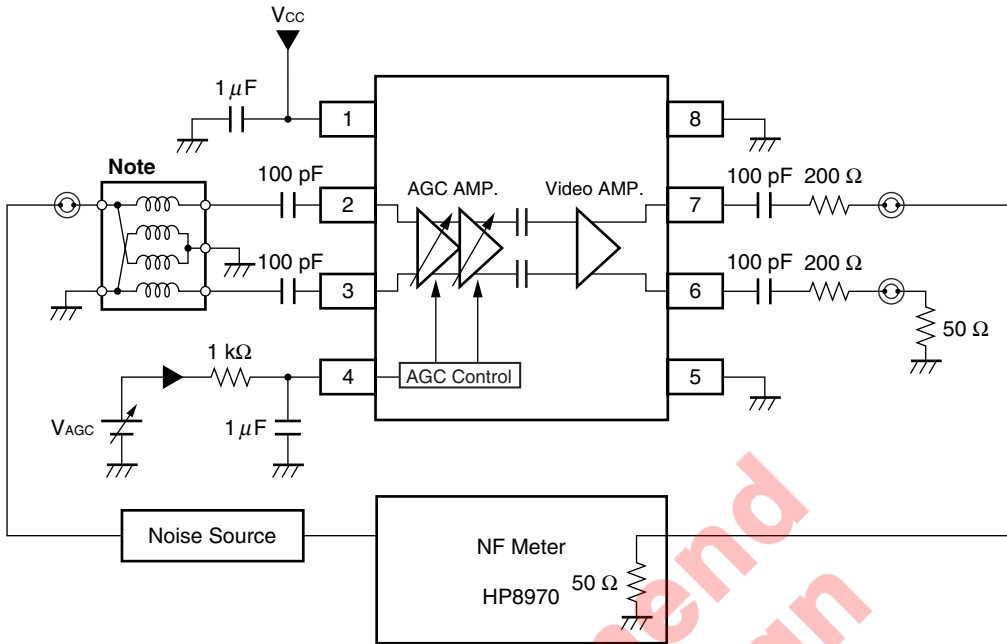 VCC
1 μF
1
8
Note
100 pF
2
AGC AMP.
Video AMP.
7
100 pF
200 Ω
100 pF
3
6
100 pF
200 Ω
50 Ω
1 kΩ
4
AGC Control
5
VAGC
1 μF
Noise Source
NF Meter
HP8970
50 Ω